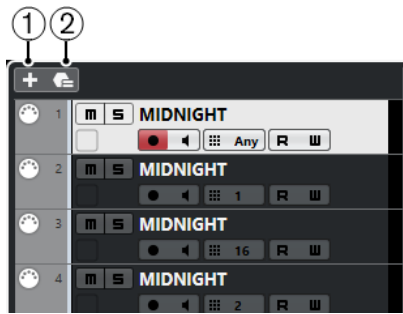 1 2
1 m S MIDNIGHT
Any R W
2 m S MIDNIGHT
1 R W
3 m S MIDNIGHT
16 R W
4 m S MIDNIGHT
2 R W